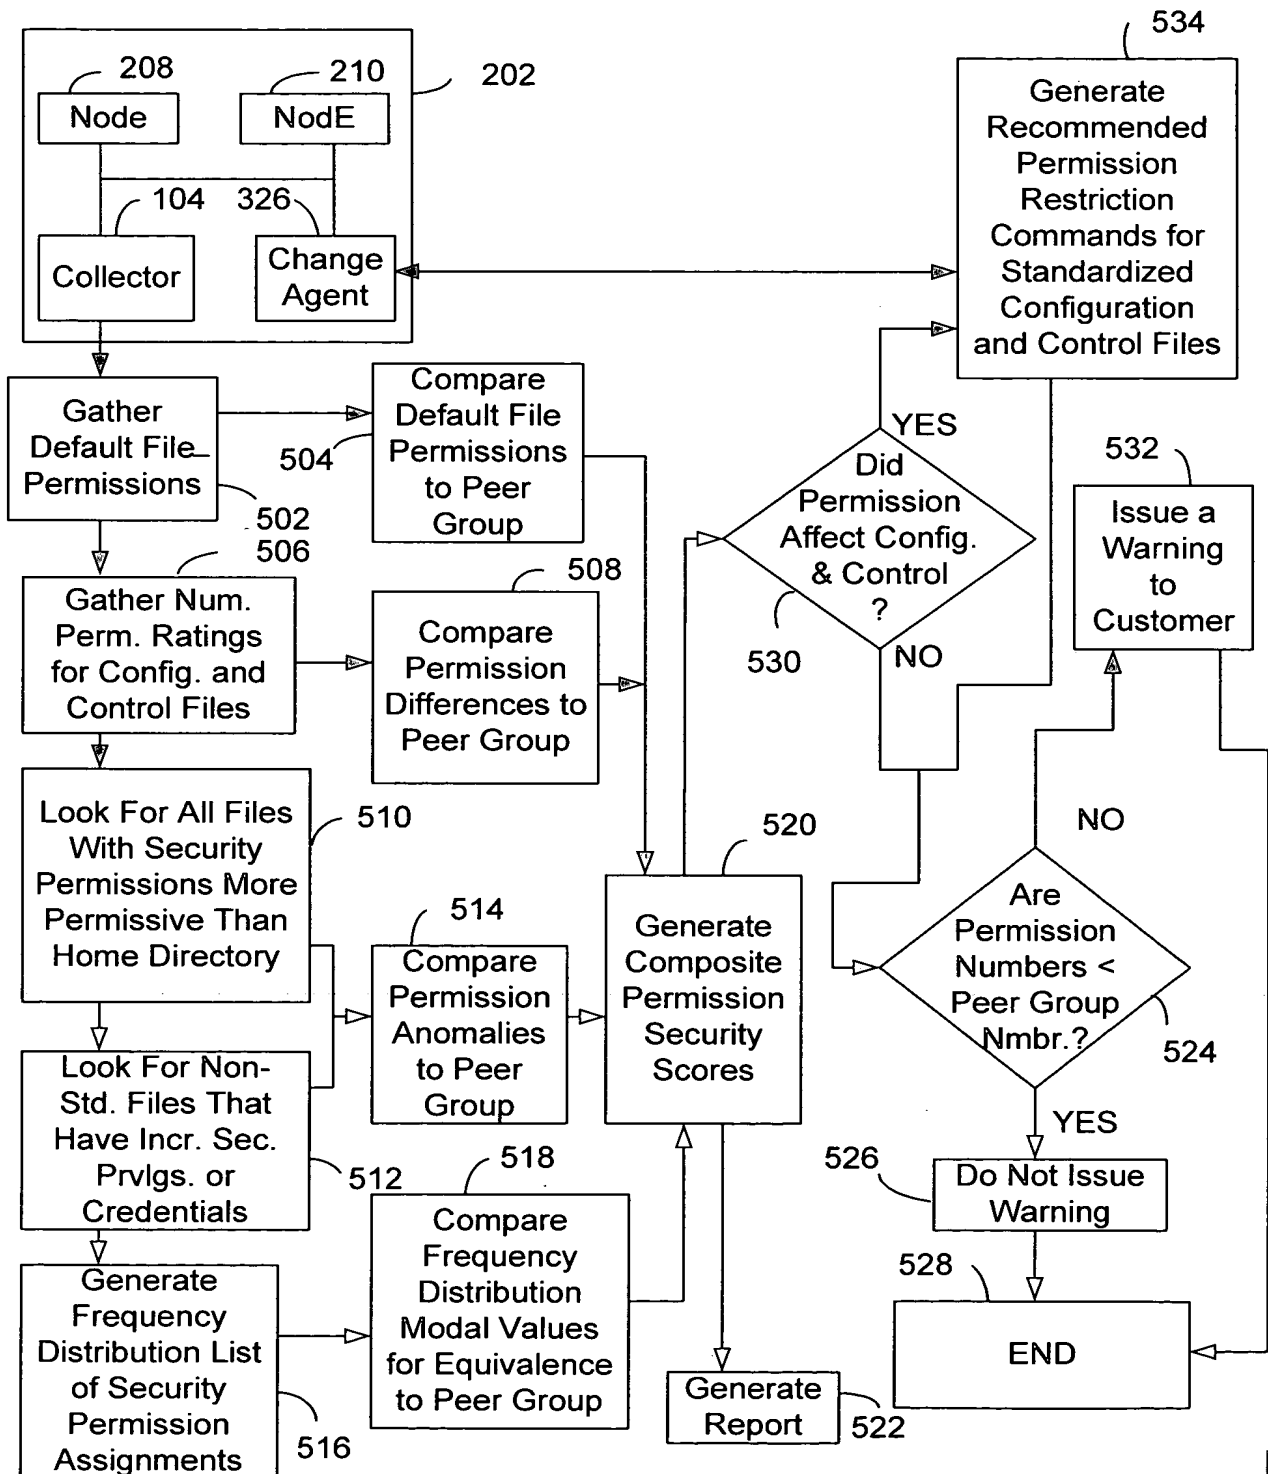 534
208
210
202
Node
NodE
104
326
Collector
Change
Agent
Generate
Recommended
Permission
Restriction
Commands for
Standardized
Configuration
and Control Files
Gather
Default File
Permissions
502
504
Compare
Default File
Permissions
to Peer
Group
YES
Did
Permission
Affect Config.
& Control
?
530
NO
532
Issue a
Warning
to
Customer
506
Gather Num.
Perm. Ratings
for Config. and
Control Files
508
Compare
Permission
Differences to
Peer Group
Look For All Files
With Security
Permissions More
Permissive Than
Home Directory
510
514
Compare
Permission
Anomalies
to Peer
Group
520
Generate
Composite
Permission
Security
Scores
NO
Are
Permission
Numbers <
Peer Group
Nmbr.?
524
YES
Look For Non-
Std. Files That
Have Incr. Sec.
Prvlgs. or
Credentials
512
518
Compare
Frequency
Distribution
Modal Values
for Equivalence
to Peer Group
526
Do Not Issue
Warning
528
END
Generate
Frequency
Distribution List
of Security
Permission
Assignments
516
Generate
Report
522